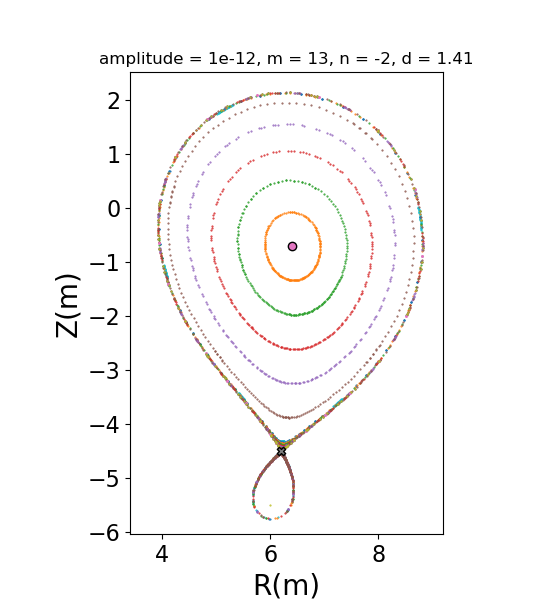 amplitude = 1e-12, m = 13, n = -2, d = 1.41
2
1
0
−1
−2
−3
−4
−5
−6
Z(m)
4 6 8
R(m)